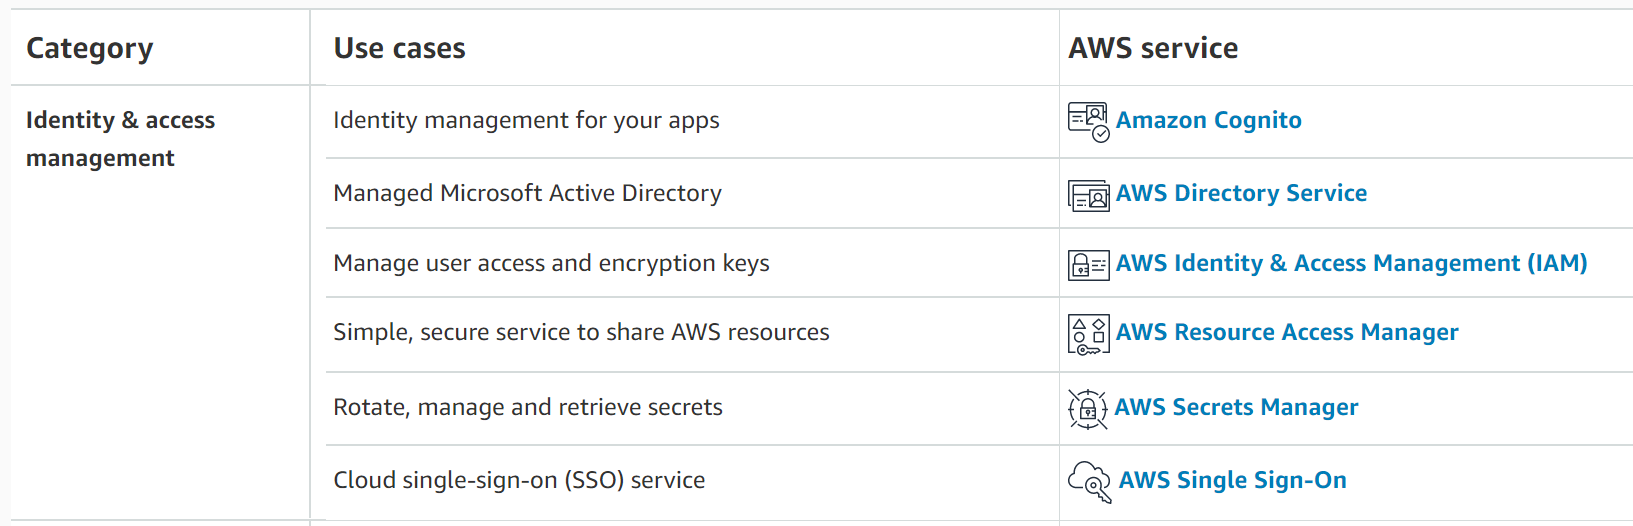 Category
Use cases
AWS service
Identity & access
management
Identity management for your apps
Amazon Cognito
Managed Microsoft Active Directory
AWS Directory Service
Manage user access and encryption keys
AWS Identity & Access Management (IAM)
Simple, secure service to share AWS resources
AWS Resource Access Manager
Rotate, manage and retrieve secrets
AWS Secrets Manager
Cloud single-sign-on (SSO) service
AWS Single Sign-On